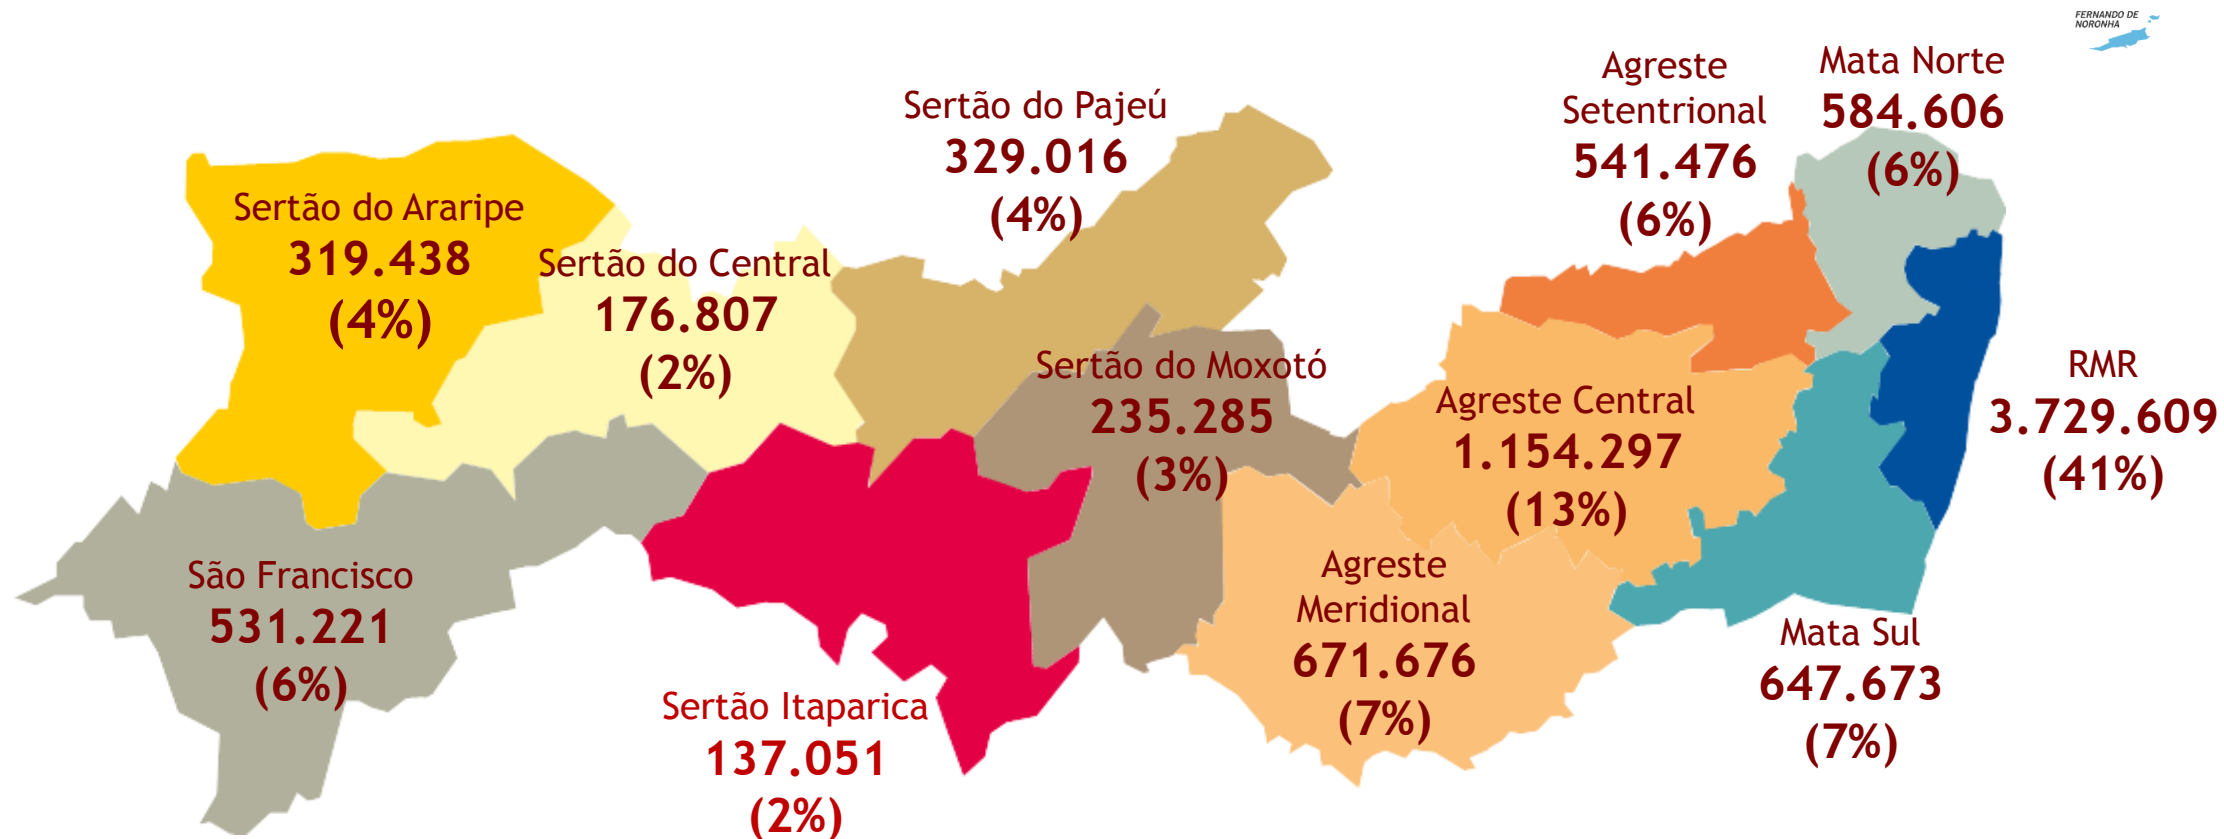 FERNANDO DE
NORONHA
Sertão do Araripe
319.438
(4%)
Sertão do Central
176.807
(2%)
Sertão do Pajeú
329.016
(4%)
Agreste
Setentrional
541.476
(6%)
Mata Norte
584.606
(6%)
Sertão do Moxotó
235.285
(3%)
Agreste Central
1.154.297
(13%)
RMR
3.729.609
(41%)
São Francisco
531.221
(6%)
Sertão Itaparica
137.051
(2%)
Agreste
Meridional
671.676
(7%)
Mata Sul
647.673
(7%)